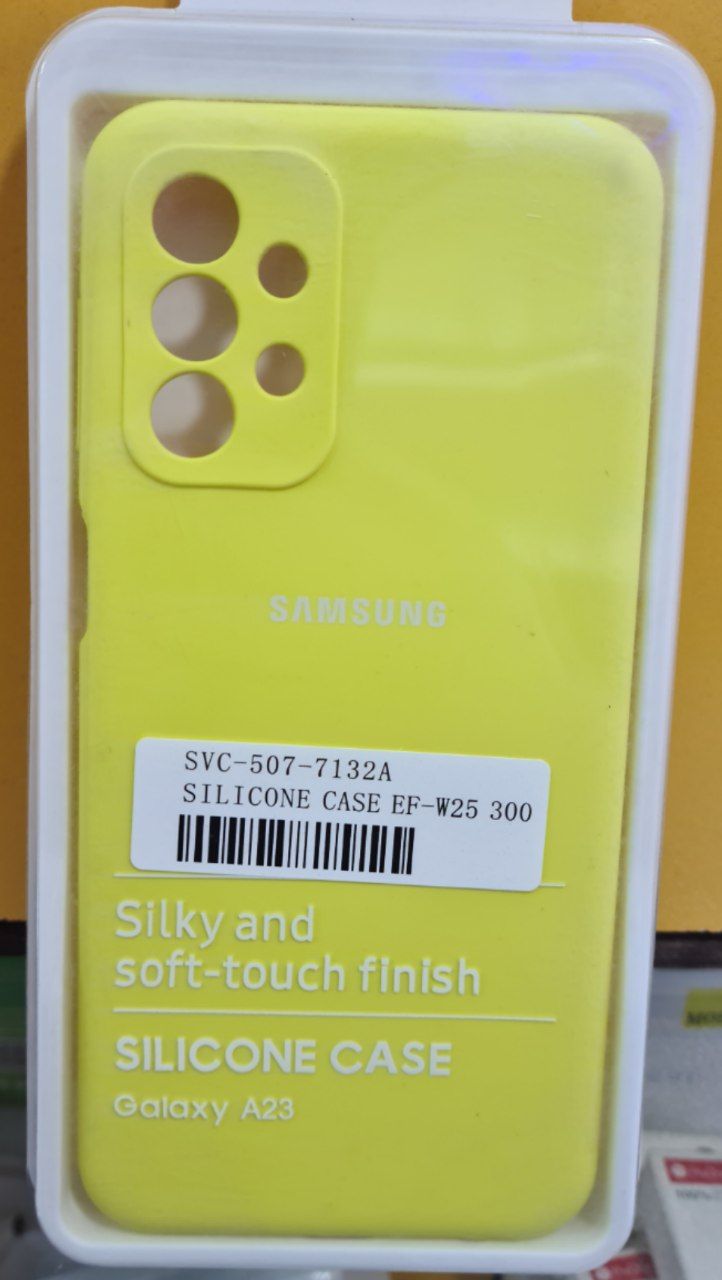 SAMSUNG
SVC-507-7132A
SILICONE CASE EF-W25 300
Silky and
soft-touch finish
SILICONE CASE
Galaxy A23